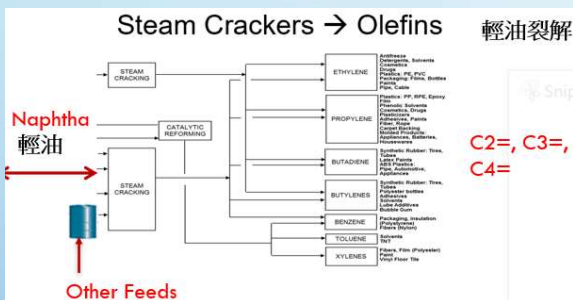 Steam Crackers → Olefins
輕油裂解
STEAM
CRACKING
Naphtha
輕油
CATALYTIC
REFORMING
STEAM
CRACKING
Other Feeds
ETHYLENE
Antifreeze
Detergents, Solvents
Cosmetics
Drugs
Plastics: PE, PVC
Packaging: Films, Bottles
Paints
Pipe, Cable
PROPYLENE
Plastics: PP, RPE, Epoxy
Film
Phenolic Solvents
Cosmetics, Drugs
Plasticizers
Adhesives, Paints
Fiber, Rope
Carpet Backing
Molded Products:
Appliances, Batteries,
Housewares
BUTADIENE
Synthetic Rubber: Tires,
Tubes
Latex Paints
ABS Plastics:
Pipe, Automotive,
Appliances
BUTYLENES
Synthetic Rubber: Tires,
Tubes
Polyester bottles
Adhesives
Solvents
Lube Additives
Bubble Gum
BENZENE
Packaging, Insulation
(Polystyrene)
Fibers (Nylon)
TOLUENE
Solvents
TNT
XYLENES
Fibers, Film (Polyester)
Paint
Vinyl Floor Tile
C2=, C3=,
C4=
Snip